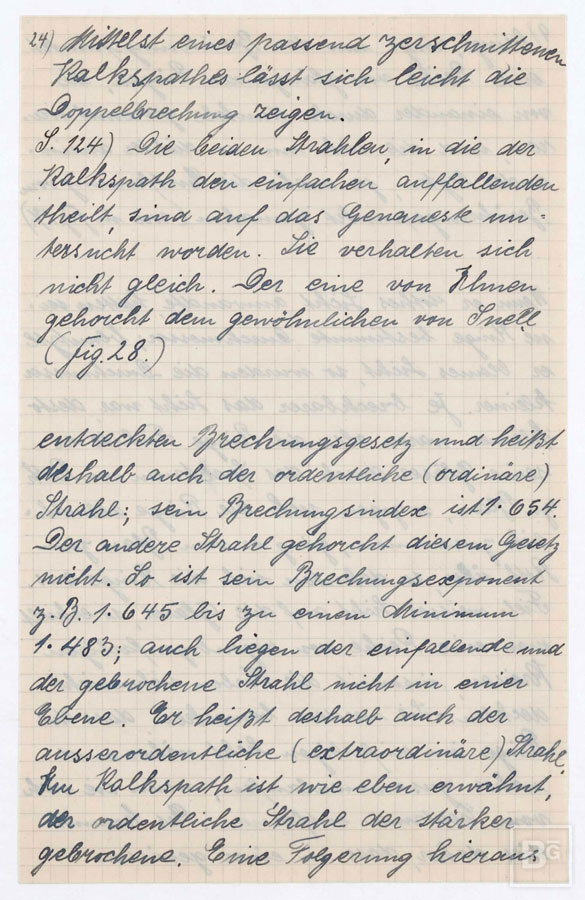 24) Mittelst eines passend zerschnittenen
Kalkspathes lässt sich leicht die
Doppelbrechung zeigen.
S. 124) Die beiden Strahlen, in die der
Kalkspath den einfachen, auffallenden
theilt, sind auf das Genaueste un-
tersucht worden. Sie verhalten sich
nicht gleich. Der eine von Ihnen
gehorcht dem gewöhnlichen von Snell
(fig. 28.)
entdeckten Brechungsgesetz und heißt
deshalb auch der ordentliche (ordinäre)
Strahl; sein Brechungsindex ist 1·654.
Der andere Strahl gehorcht diesem Gesetz
nicht. So ist sein Brechungsexponent
z. B. 1·645 bis zu einem Minimum
1·483; auch liegen der einfallende und
der gebrochene Strahl nicht in einer
Ebene. Er heißt deshalb auch der
ausserordentliche (extraordinäre) Strahl.
Im Kalkspath ist wie eben erwähnt,
der ordentliche Strahl der stärker
gebrochene. Eine Folgerung hieraus
BG